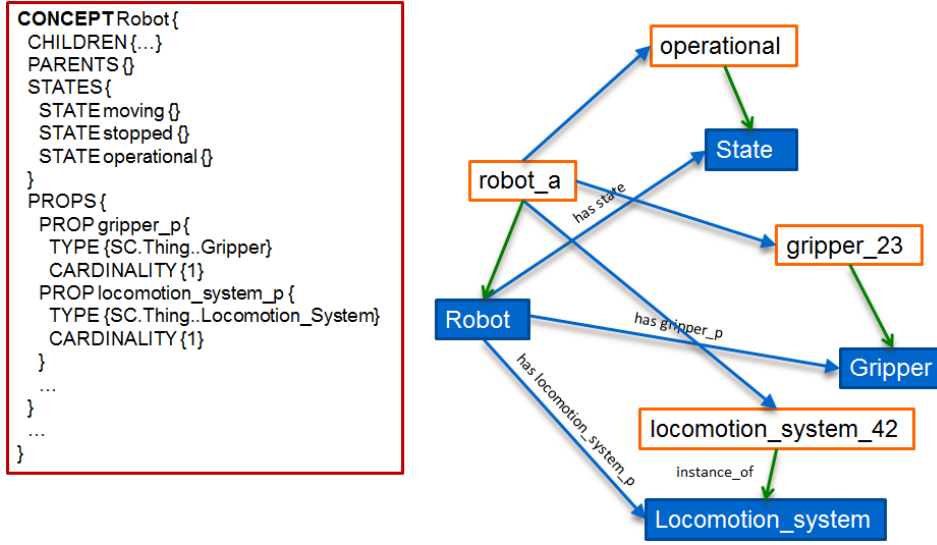 CONCEPT Robot {
CHILDREN {…}
PARENTS {}
STATES {
STATE moving {}
STATE stopped {}
STATE operational {}
}
PROPS {
PROP gripper_p {
TYPE {SC.Thing..Gripper}
CARDINALITY {1}
PROP locomotion_system_p {
TYPE {SC.Thing..Locomotion_System}
CARDINALITY {1}
}
…
}
…
}
operational
State
robot_a
has state
gripper_23
Robot
has gripper_p
Gripper
has locomotion_system_p
locomotion_system_42
instance_of
Locomotion_system